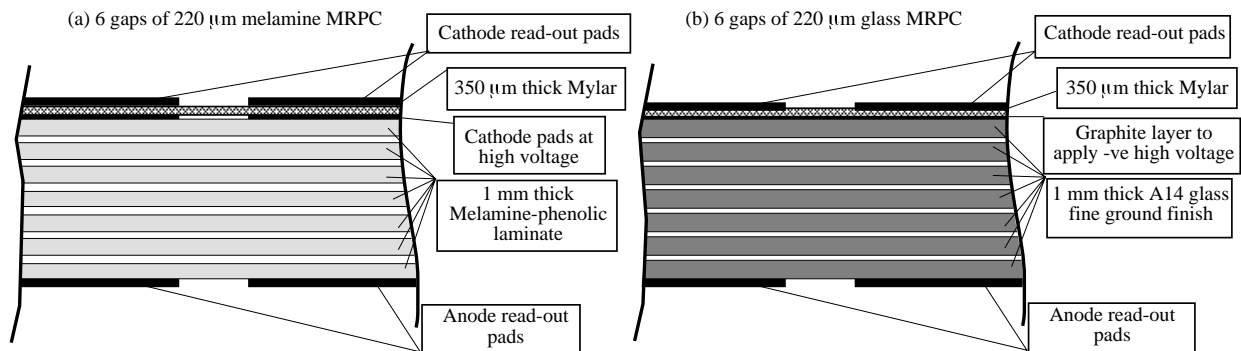 (a) 6 gaps of 220 μm melamine MRPC
Cathode read-out pads
350 μm thick Mylar
Cathode pads at
high voltage
1 mm thick
Melamine-phenolic
laminate
Anode read-out
pads
(b) 6 gaps of 220 μm glass MRPC
Cathode read-out pads
350 μm thick Mylar
Graphite layer to
apply -ve high voltage
1 mm thick A14 glass
fine ground finish
Anode read-out
pads